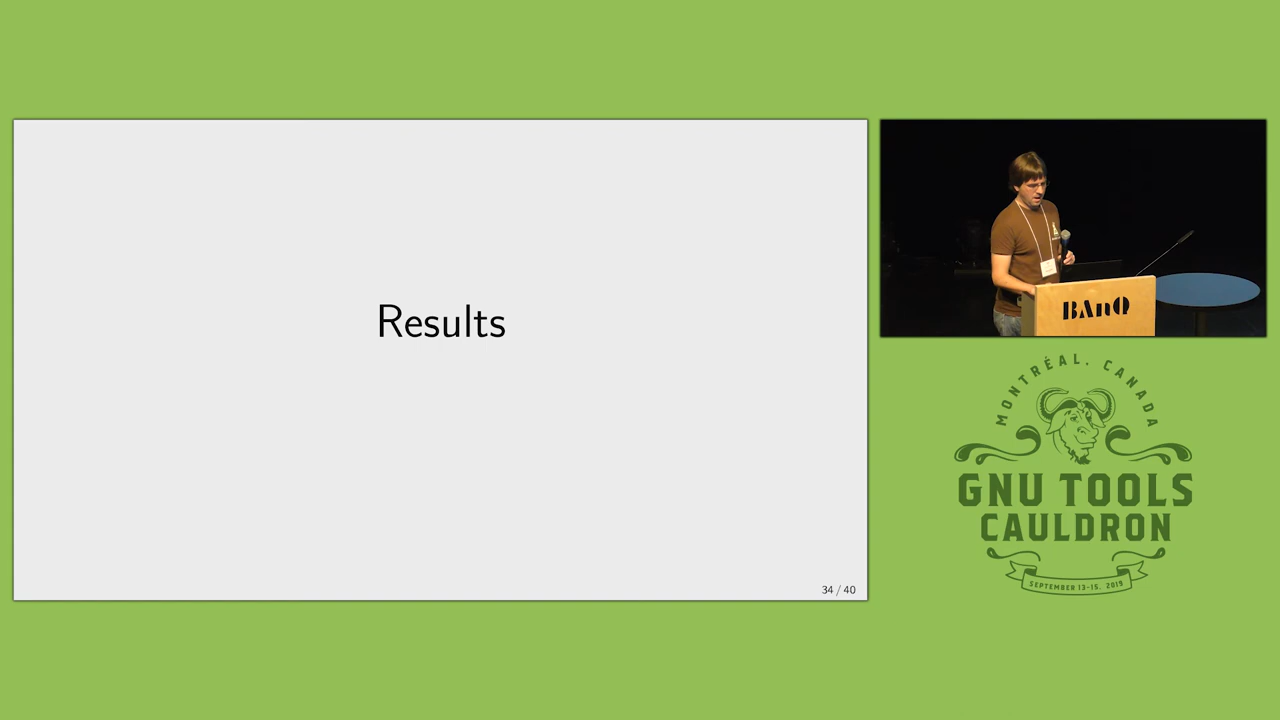 Results
34 / 40
BAnQ
MONTRÉAL, CANADA
GNU TOOLS
CAULDRON
SEPTEMBER 13-15, 2019